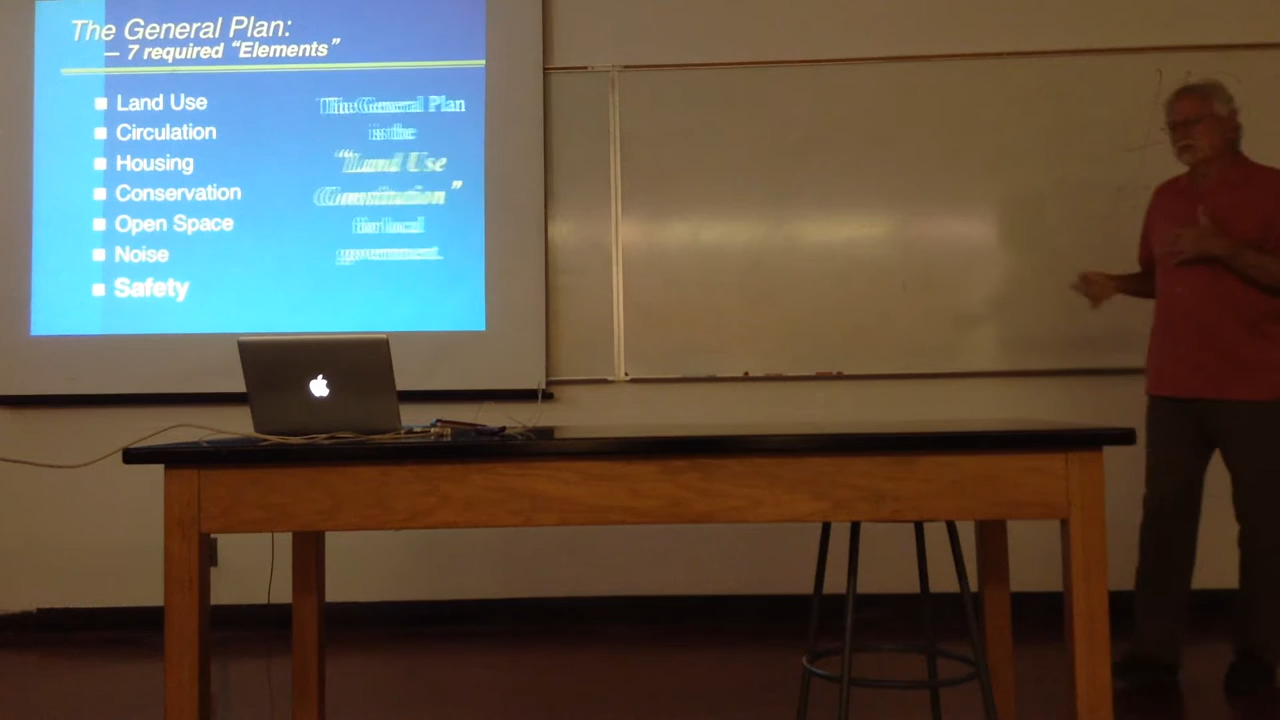 The General Plan:
— 7 required “Elements”
■ Land Use
■ Circulation
■ Housing
■ Conservation
■ Open Space
■ Noise
■ Safety
The General Plan
is the
“Land Use
Constitution”
for local
government.